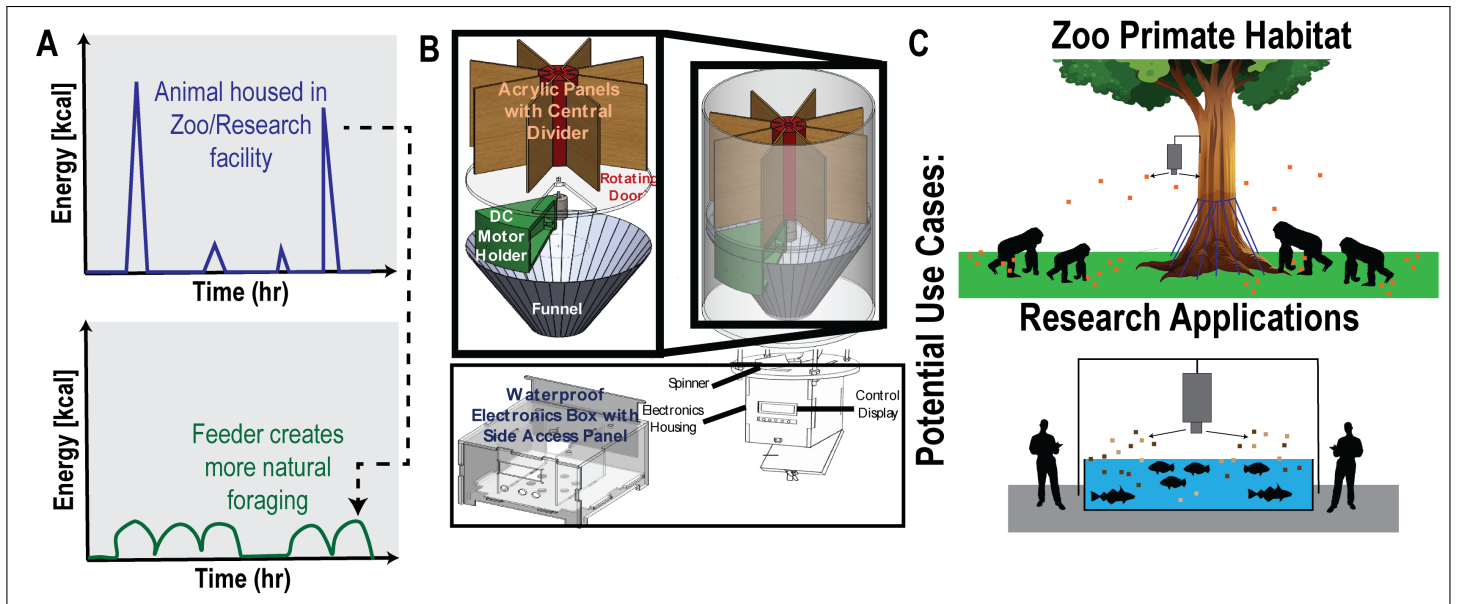 A
Energy [kcal]
Animal housed in
Zoo/Research
facility
Time (hr)
Energy [kcal]
Feeder creates
more natural
foraging
Time (hr)
B
Acrylic Panels
with Central
Divider
Rotating
Door
DC
Motor
Holder
Funnel
Waterproof
Electronics Box with
Side Access Panel
Spinner
Electronics
Housing
Control
Display
C
Potential Use Cases:
Zoo Primate Habitat
Research Applications